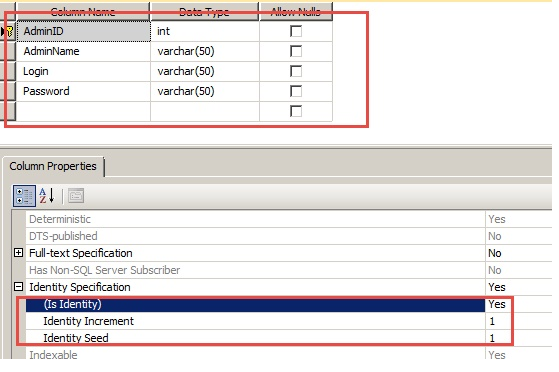 Column Name Data Type Allow Nulls
AdminID int
AdminName varchar(50)
Login varchar(50)
Password varchar(50)
Column Properties
Deterministic Yes
DTS-published No
Full-text Specification No
Has Non-SQL Server Subscriber No
Identity Specification Yes
(Is Identity) Yes
Identity Increment 1
Identity Seed 1
Indexable Yes